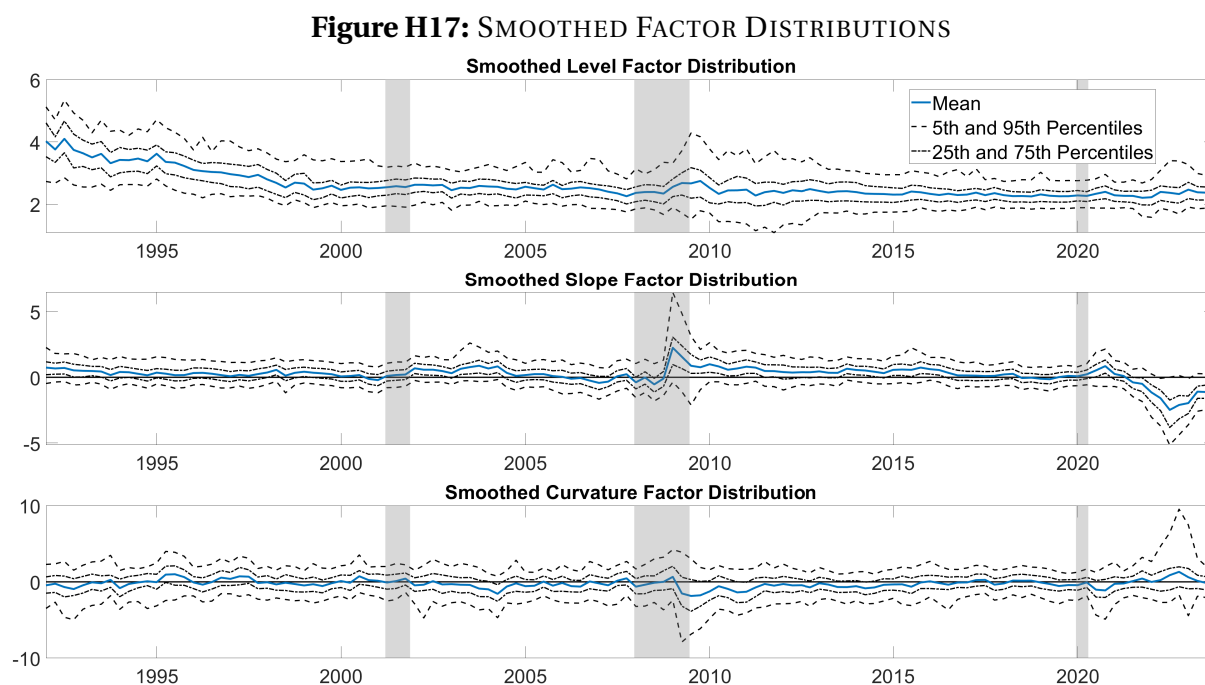 Figure H17: SMOOTHED FACTOR DISTRIBUTIONS
Smoothed Level Factor Distribution
6
4
2
Mean
5th and 95th Percentiles
25th and 75th Percentiles
1995 2000 2005 2010 2015 2020
Smoothed Slope Factor Distribution
5
0
-5
1995 2000 2005 2010 2015 2020
Smoothed Curvature Factor Distribution
10
0
-10
1995 2000 2005 2010 2015 2020